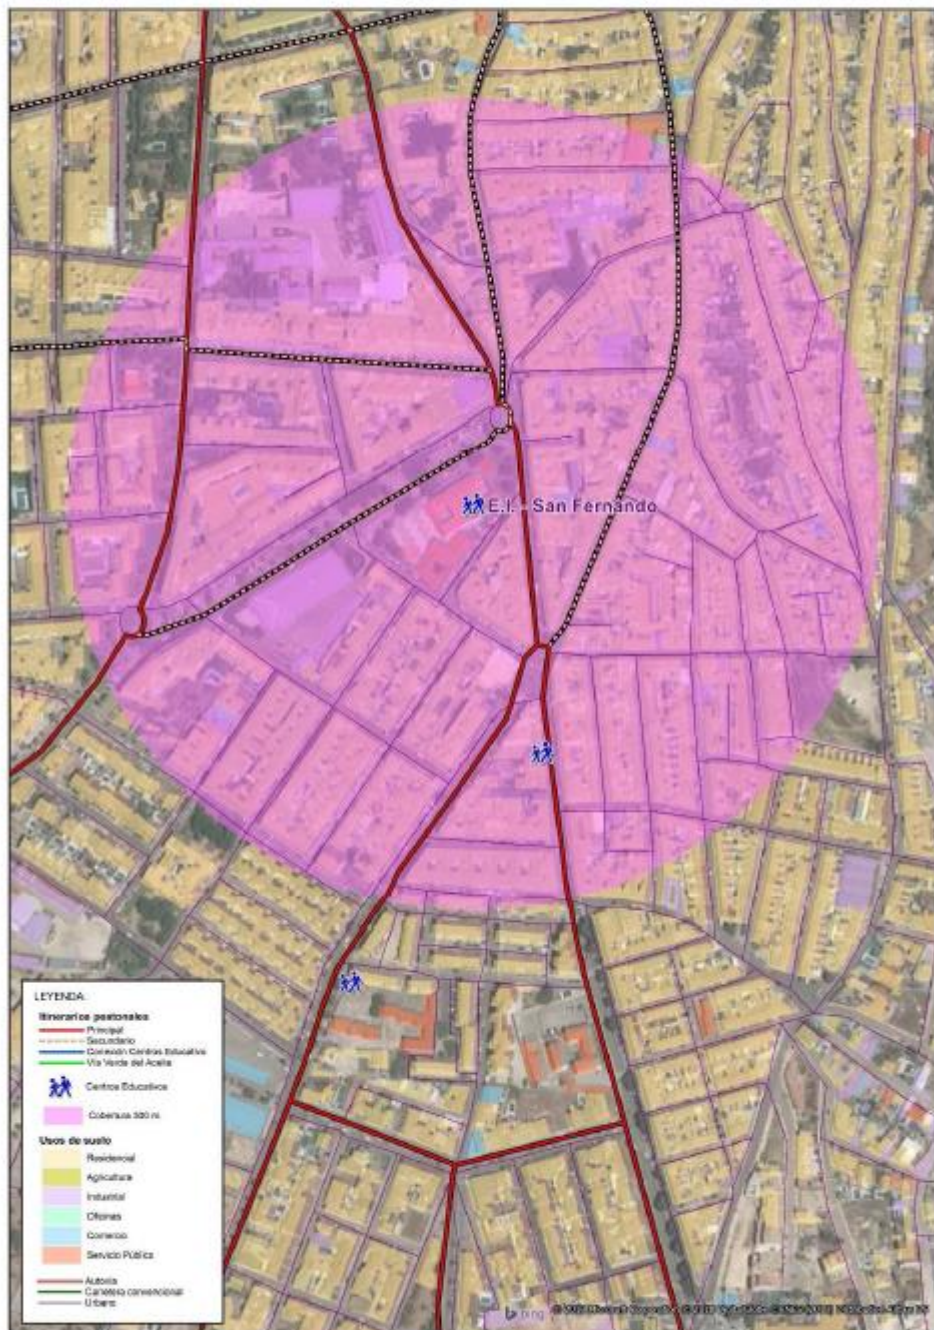 E.I. - San Fernando
LEYENDA:
Itinerarios peatonales
Principal
Secundario
Conexión Centros Educativo
Vía Verde del Aceite
Centros Educativos
Cobertura 300 m.
Usos de suelo
Residencial
Agricultura
Industrial
Oficinas
Comercio
Servicio Público
Autovía
Carretera convencional
Urbano
bing